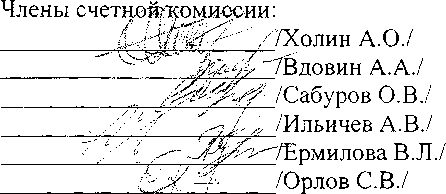 Члены счетной комиссии:
/Холин А.О./
/Вдовин А.А./
/Сабуров О.В./
/Ильичев А.В./
/Ермилова В.Л./
/Орлов С.В./